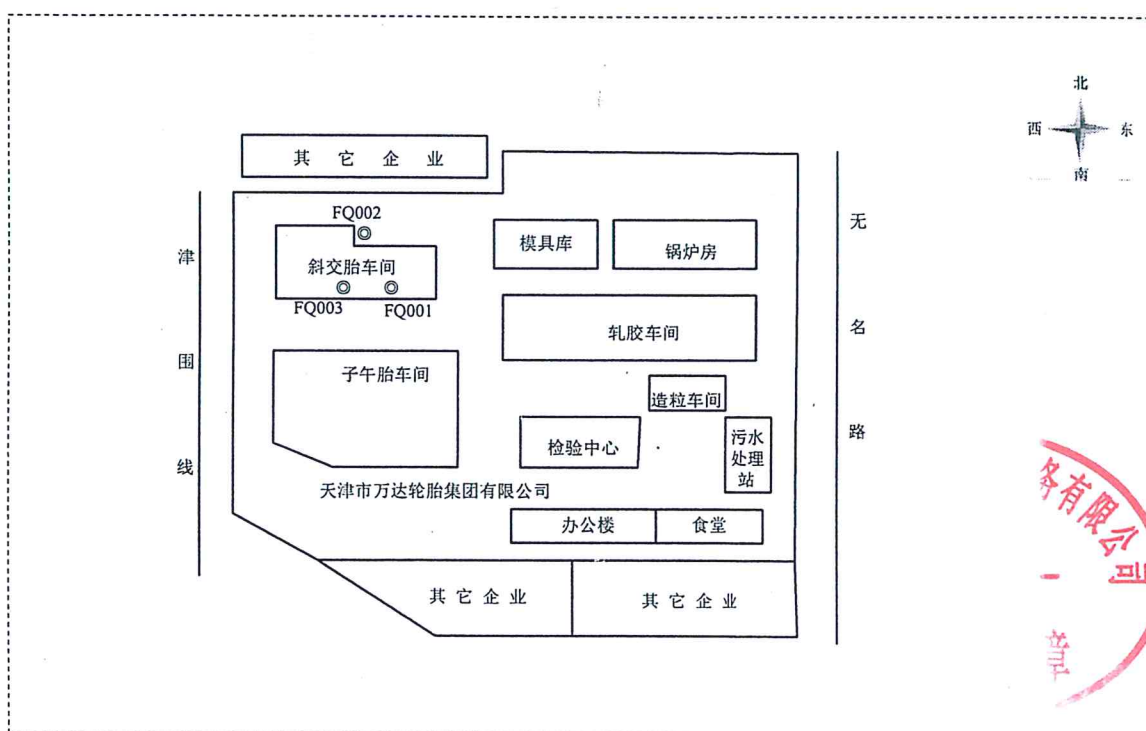 北
西
东
南
其它企业
FQ002
斜交胎车间
FQ003
FQ001
模具库
锅炉房
轧胶车间
子午胎车间
造粒车间
检验中心
污水
处理
站
天津市万达轮胎集团有限公司
办公楼
食堂
其它企业
其它企业
津围线
无名路
务有限公司
章